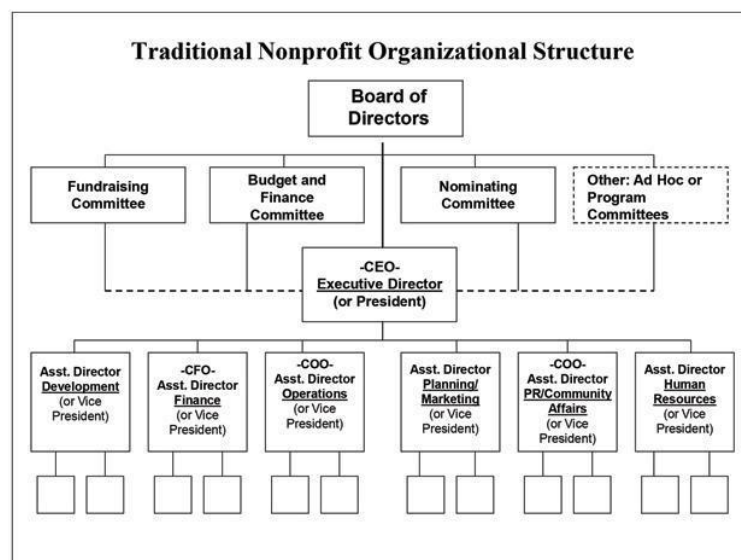 Traditional Nonprofit Organizational Structure
Board of
Directors
Fundraising
Committee
Budget and
Finance
Committee
Nominating
Committee
Other: Ad Hoc or
Program
Committees
-CEO-
Executive Director
(or President)
Asst. Director
Development
(or Vice
President)
-CFO-
Asst. Director
Finance
(or Vice
President)
-COO-
Asst. Director
Operations
(or Vice
President)
Asst. Director
Planning/
Marketing
(or Vice
President)
-COO-
Asst. Director
PR/Community
Affairs
(or Vice
President)
Asst. Director
Human
Resources
(or Vice
President)